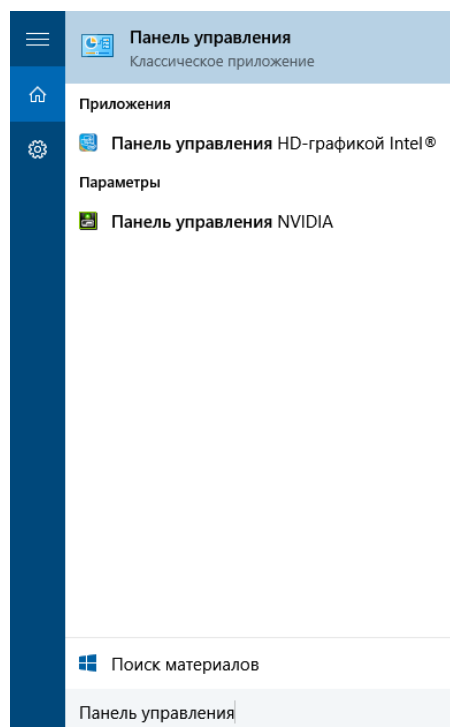 Панель управления
Классическое приложение
Приложения
Панель управления HD-графикой Intel®
Параметры
Панель управления NVIDIA
Поиск материалов
Панель управления